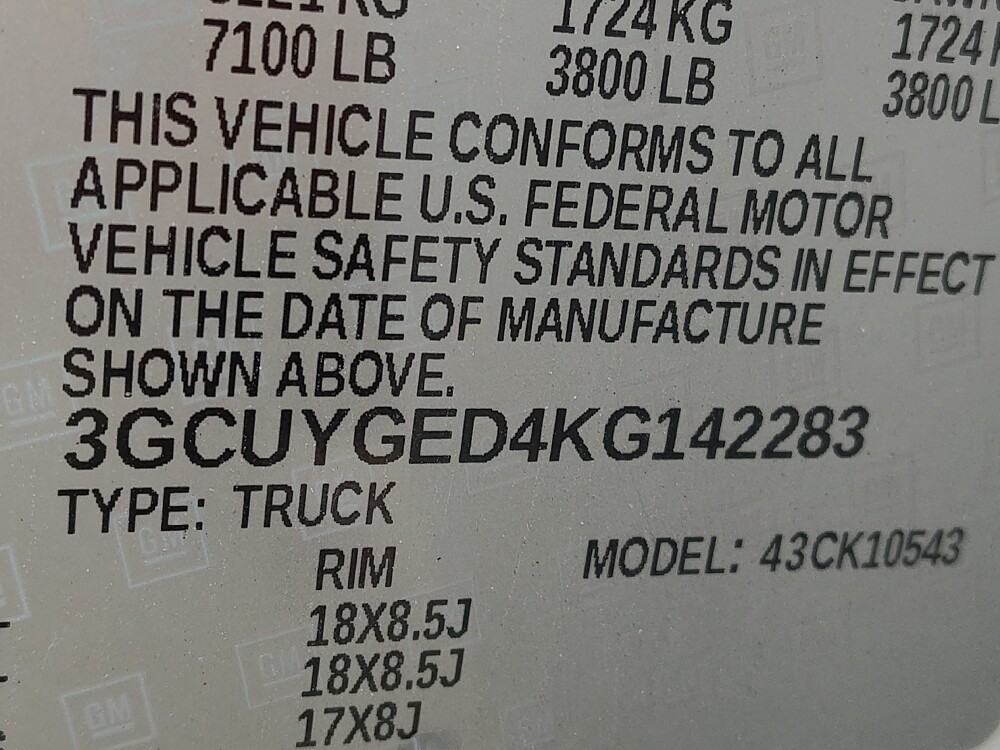 7100 LB 3800 LB 3800 L
1724 KG 1724
THIS VEHICLE CONFORMS TO ALL
APPLICABLE U.S. FEDERAL MOTOR
VEHICLE SAFETY STANDARDS IN EFFECT
ON THE DATE OF MANUFACTURE
SHOWN ABOVE.
3GCUYGED4KG142283
TYPE: TRUCK
RIM MODEL: 43CK10543
18X8.5J
18X8.5J
17X8J
GM